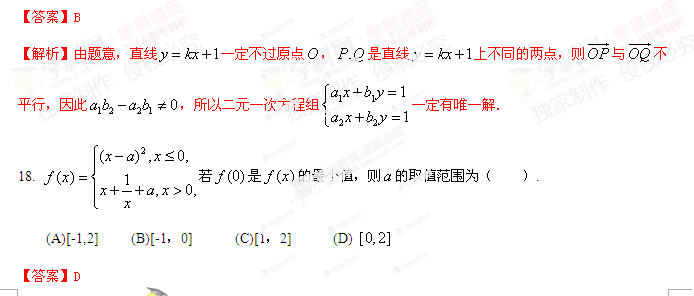 【答案】B
【解析】由题意，直线y = kx+1一定不过原点O，P,Q是直线y = kx+1上不同的两点，则OP与OQ不
平行，因此a₁b₂ − a₂b₁ ≠ 0，所以二元一次方程组{a₁x+b₁y=1 a₂x+b₂y=1 一定有唯一解.
18. f(x)={(x−a)², x≤0, x+1/x+a, x>0, 若f(0)是f(x)的最小值，则a的取值范围为（ ）.
(A)[-1,2] (B)[-1，0] (C)[1，2] (D) [0,2]
【答案】D